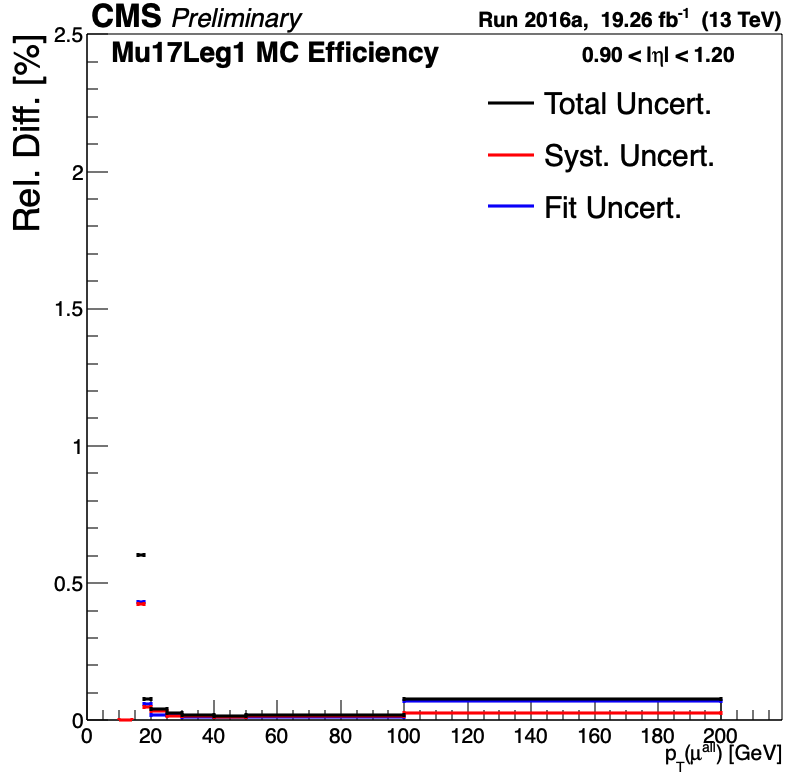 CMS Preliminary Run 2016a, 19.26 fb⁻¹ (13 TeV)
Mu17Leg1 MC Efficiency 0.90 < |η| < 1.20
Total Uncert.
Syst. Uncert.
Fit Uncert.
Rel. Diff. [%]
2.5
2
1.5
1
0.5
0
0 20 40 60 80 100 120 140 160 180 200
p_T(μ^all) [GeV]